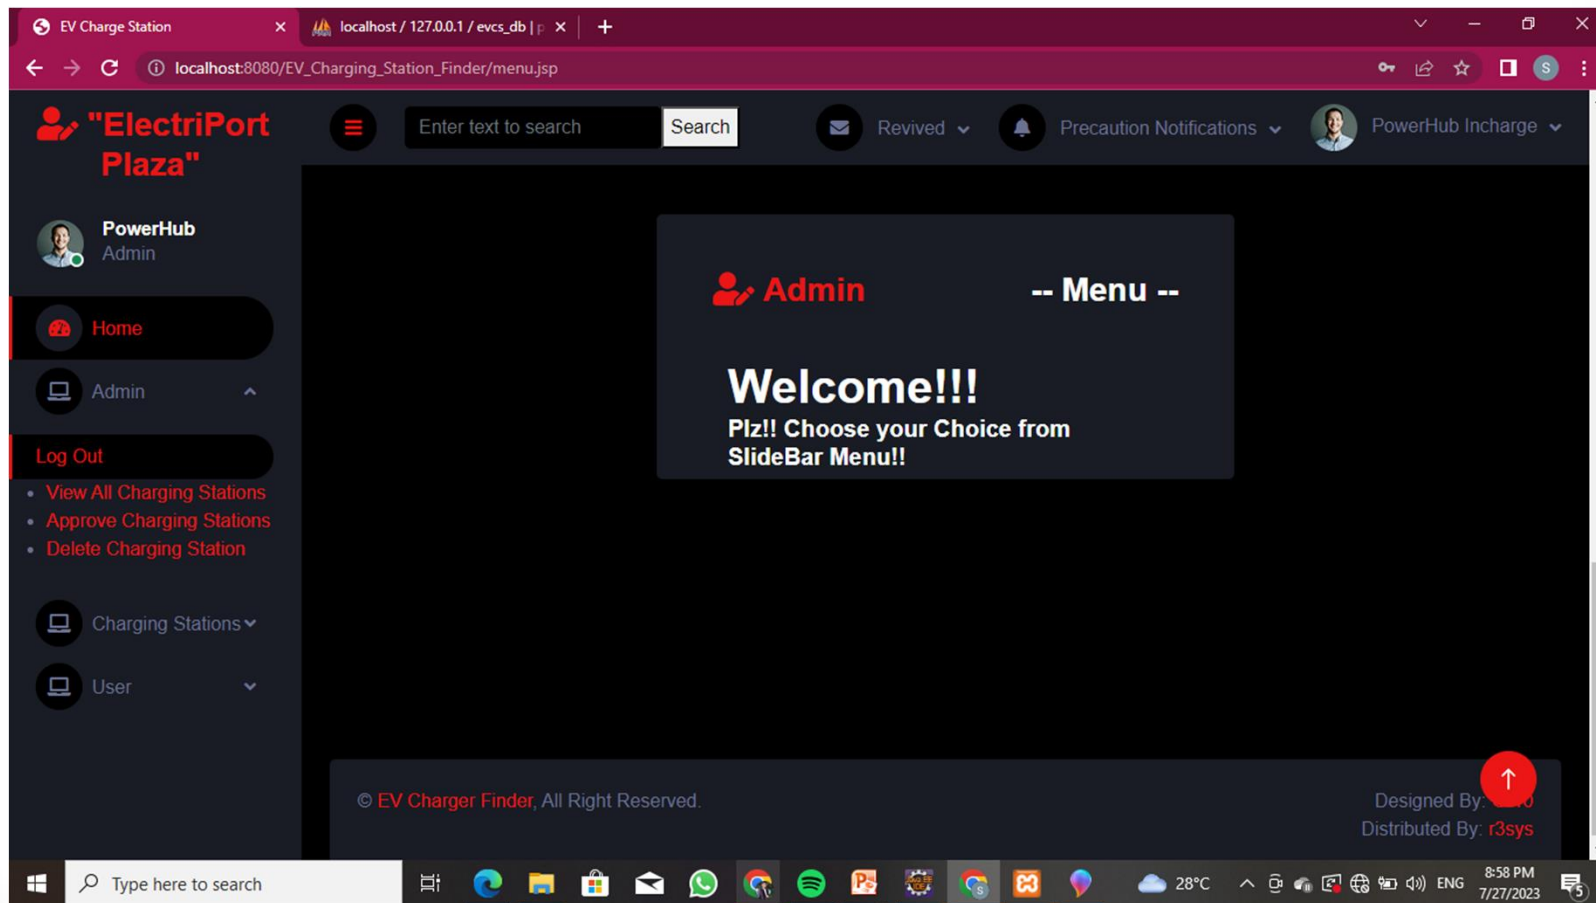 EV Charge Station
localhost / 127.0.0.1 / evcs_db | p
localhost:8080/EV_Charging_Station_Finder/menu.jsp
S
"ElectriPort
Plaza"
Enter text to search
Search
Revived
Precaution Notifications
PowerHub Incharge
PowerHub
Admin
Home
Admin
Log Out
View All Charging Stations
Approve Charging Stations
Delete Charging Station
Charging Stations
User
Admin
-- Menu --
Welcome!!!
Plz!! Choose your Choice from
SlideBar Menu!!
© EV Charger Finder, All Right Reserved.
Designed By:
Distributed By: r3sys
Type here to search
28°C
ENG
8:58 PM
7/27/2023
5